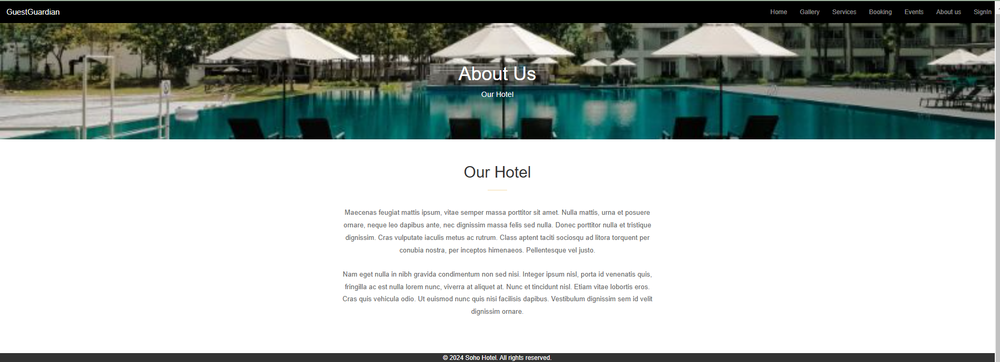 GuestGuardian
Home Gallery Services Booking Events About us SignIn
About Us
Our Hotel
Our Hotel
Maecenas feugiat mattis ipsum, vitae semper massa porttitor sit amet. Nulla mattis, urna et posuere
ornare, neque leo dapibus ante, nec dignissim massa felis sed nulla. Donec porttitor nulla et tristique
dignissim. Cras vulputate iaculis metus ac rutrum. Class aptent taciti sociosqu ad litora torquent per
conubia nostra, per inceptos himenaeos. Pellentesque vel justo.
Nam eget nulla in nibh gravida condimentum non sed nisi. Integer ipsum nisl, porta id venenatis quis,
fringilla ac est nulla lorem nunc, viverra at aliquet at. Nunc et tincidunt nisl. Etiam vitae lobortis eros.
Cras quis vehicula odio. Ut euismod nunc quis nisi facilisis dapibus. Vestibulum dignissim sem id velit
dignissim ornare.
© 2024 Soho Hotel. All rights reserved.